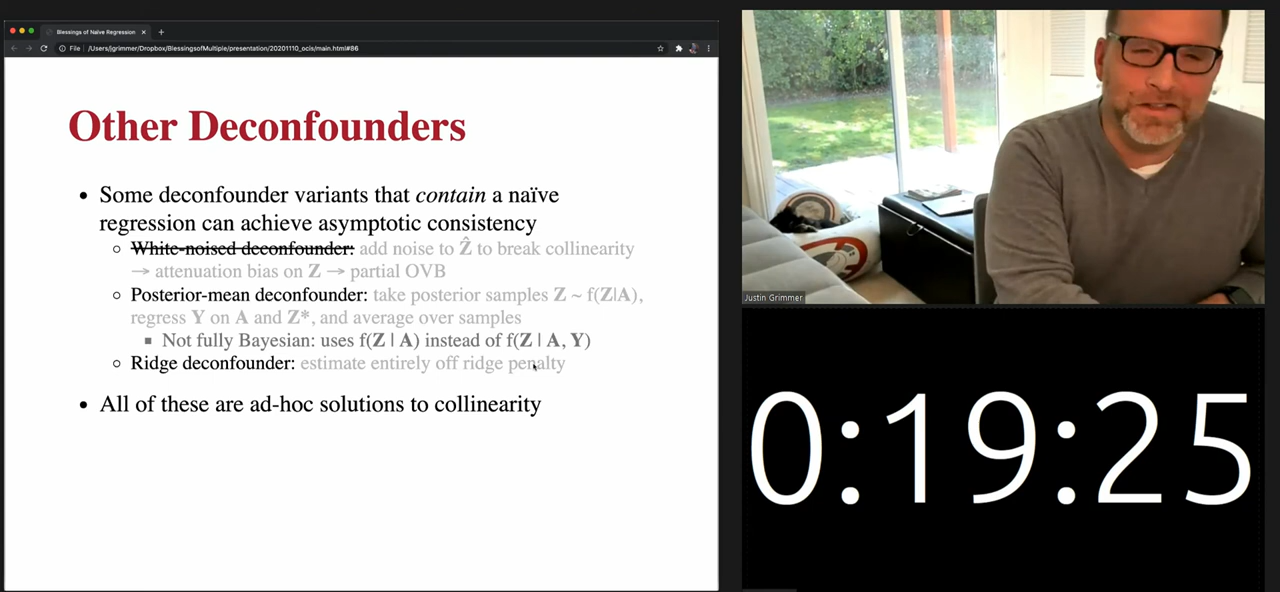 Blessings of Naïve Regression
File | /Users/jgrimmer/Dropbox/BlessingsofMultiple/presentation/20201110_ocis/main.html#86
Other Deconfounders
• Some deconfounder variants that contain a naïve
regression can achieve asymptotic consistency
White-noised deconfounder: add noise to Ẑ to break collinearity
→ attenuation bias on Z → partial OVB
Posterior-mean deconfounder: take posterior samples Z ~ f(Z|A),
regress Y on A and Z*, and average over samples
Not fully Bayesian: uses f(Z | A) instead of f(Z | A, Y)
Ridge deconfounder: estimate entirely off ridge penalty
• All of these are ad-hoc solutions to collinearity
Justin Grimmer
0:19:25